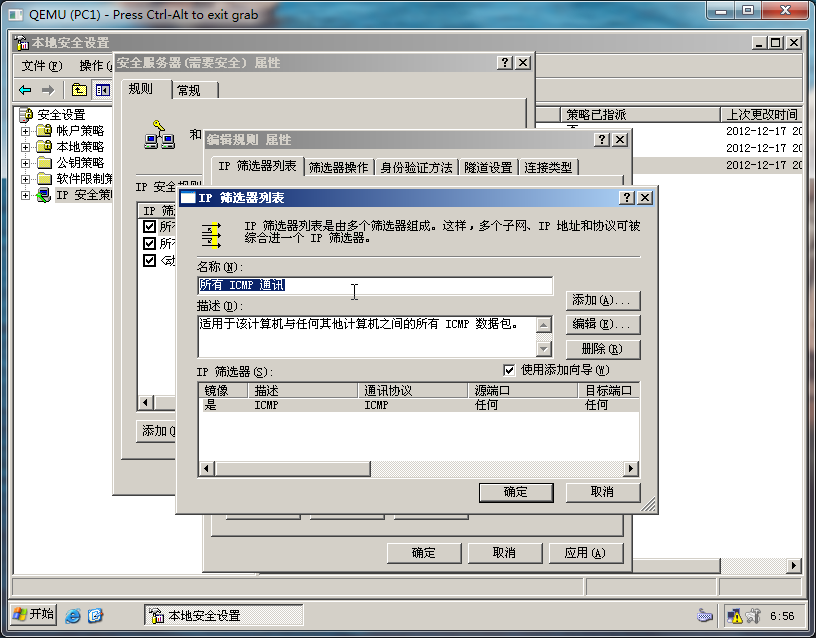 QEMU (PC1) - Press Ctrl-Alt to exit grab
本地安全设置
文件(F) 操作(
安全设置
帐户策略
本地策略
公钥策略
软件限制策
IP 安全策
策略已指派 上次更改时间
否 2012-12-17 20
2012-12-17 20
2012-12-17 20
安全服务器(需要安全) 属性
规则 常规
和
IP 安全规则
IP 筛
所有
所有
<动
添加(
编辑规则 属性
IP 筛选器列表 筛选器操作 身份验证方法 隧道设置 连接类型
IP 筛选器列表
IP 筛选器列表是由多个筛选器组成。这样,多个子网、IP 地址和协议可被
综合进一个 IP 筛选器。
名称(N):
所有 ICMP 通讯
添加(A)...
描述(D):
适用于该计算机与任何其他计算机之间的所有 ICMP 数据包。
编辑(E)...
删除(R)
IP 筛选器(S):
使用添加向导(W)
镜像 描述 通讯协议 源端口 目标端口
是 ICMP ICMP 任何 任何
确定 取消
确定 取消 应用(A)
开始 本地安全设置 6:56